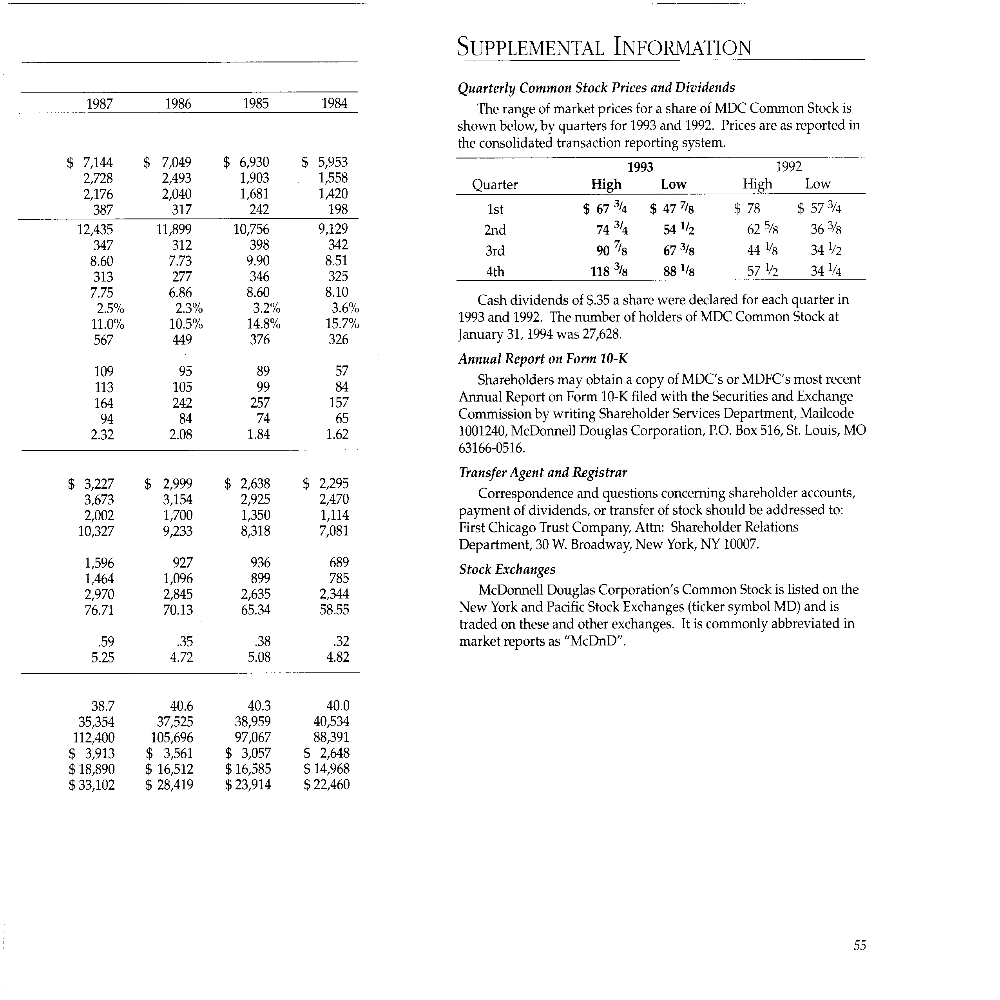 1987 1986 1985 1984
$ 7,144 $ 7,049 $ 6,930 $ 5,953
2,728 2,493 1,903 1,558
2,176 2,040 1,681 1,420
387 317 242 198
12,435 11,899 10,756 9,129
347 312 398 342
8.60 7.73 9.90 8.51
313 277 346 325
7.75 6.86 8.60 8.10
2.5% 2.3% 3.2% 3.6%
11.0% 10.5% 14.8% 15.7%
567 449 376 326
109 95 89 57
113 105 99 84
164 242 257 157
94 84 74 65
2.32 2.08 1.84 1.62
$ 3,227 $ 2,999 $ 2,638 $ 2,295
3,673 3,154 2,925 2,470
2,002 1,700 1,350 1,114
10,327 9,233 8,318 7,081
1,596 927 936 689
1,464 1,096 899 785
2,970 2,845 2,635 2,344
76.71 70.13 65.34 58.55
.59 .35 .38 .32
5.25 4.72 5.08 4.82
38.7 40.6 40.3 40.0
35,354 37,525 38,959 40,534
112,400 105,696 97,067 88,391
$ 3,913 $ 3,561 $ 3,057 $ 2,648
$ 18,890 $ 16,512 $ 16,585 $ 14,968
$ 33,102 $ 28,419 $ 23,914 $ 22,460
SUPPLEMENTAL INFORMATION
Quarterly Common Stock Prices and Dividends
The range of market prices for a share of MDC Common Stock is
shown below, by quarters for 1993 and 1992. Prices are as reported in
the consolidated transaction reporting system.
1993 1992
Quarter High Low High Low
1st $ 67 3/4 $ 47 7/8 $ 78 $ 57 3/4
2nd 74 3/4 54 1/2 62 5/8 36 3/8
3rd 90 7/8 67 3/8 44 1/8 34 1/2
4th 118 3/8 88 1/8 57 1/2 34 1/4
Cash dividends of $.35 a share were declared for each quarter in
1993 and 1992. The number of holders of MDC Common Stock at
January 31, 1994 was 27,628.
Annual Report on Form 10-K
Shareholders may obtain a copy of MDC's or MDFC's most recent
Annual Report on Form 10-K filed with the Securities and Exchange
Commission by writing Shareholder Services Department, Mailcode
1001240, McDonnell Douglas Corporation, P.O. Box 516, St. Louis, MO
63166-0516.
Transfer Agent and Registrar
Correspondence and questions concerning shareholder accounts,
payment of dividends, or transfer of stock should be addressed to:
First Chicago Trust Company, Attn: Shareholder Relations
Department, 30 W. Broadway, New York, NY 10007.
Stock Exchanges
McDonnell Douglas Corporation's Common Stock is listed on the
New York and Pacific Stock Exchanges (ticker symbol MD) and is
traded on these and other exchanges. It is commonly abbreviated in
market reports as "McDnD".
55